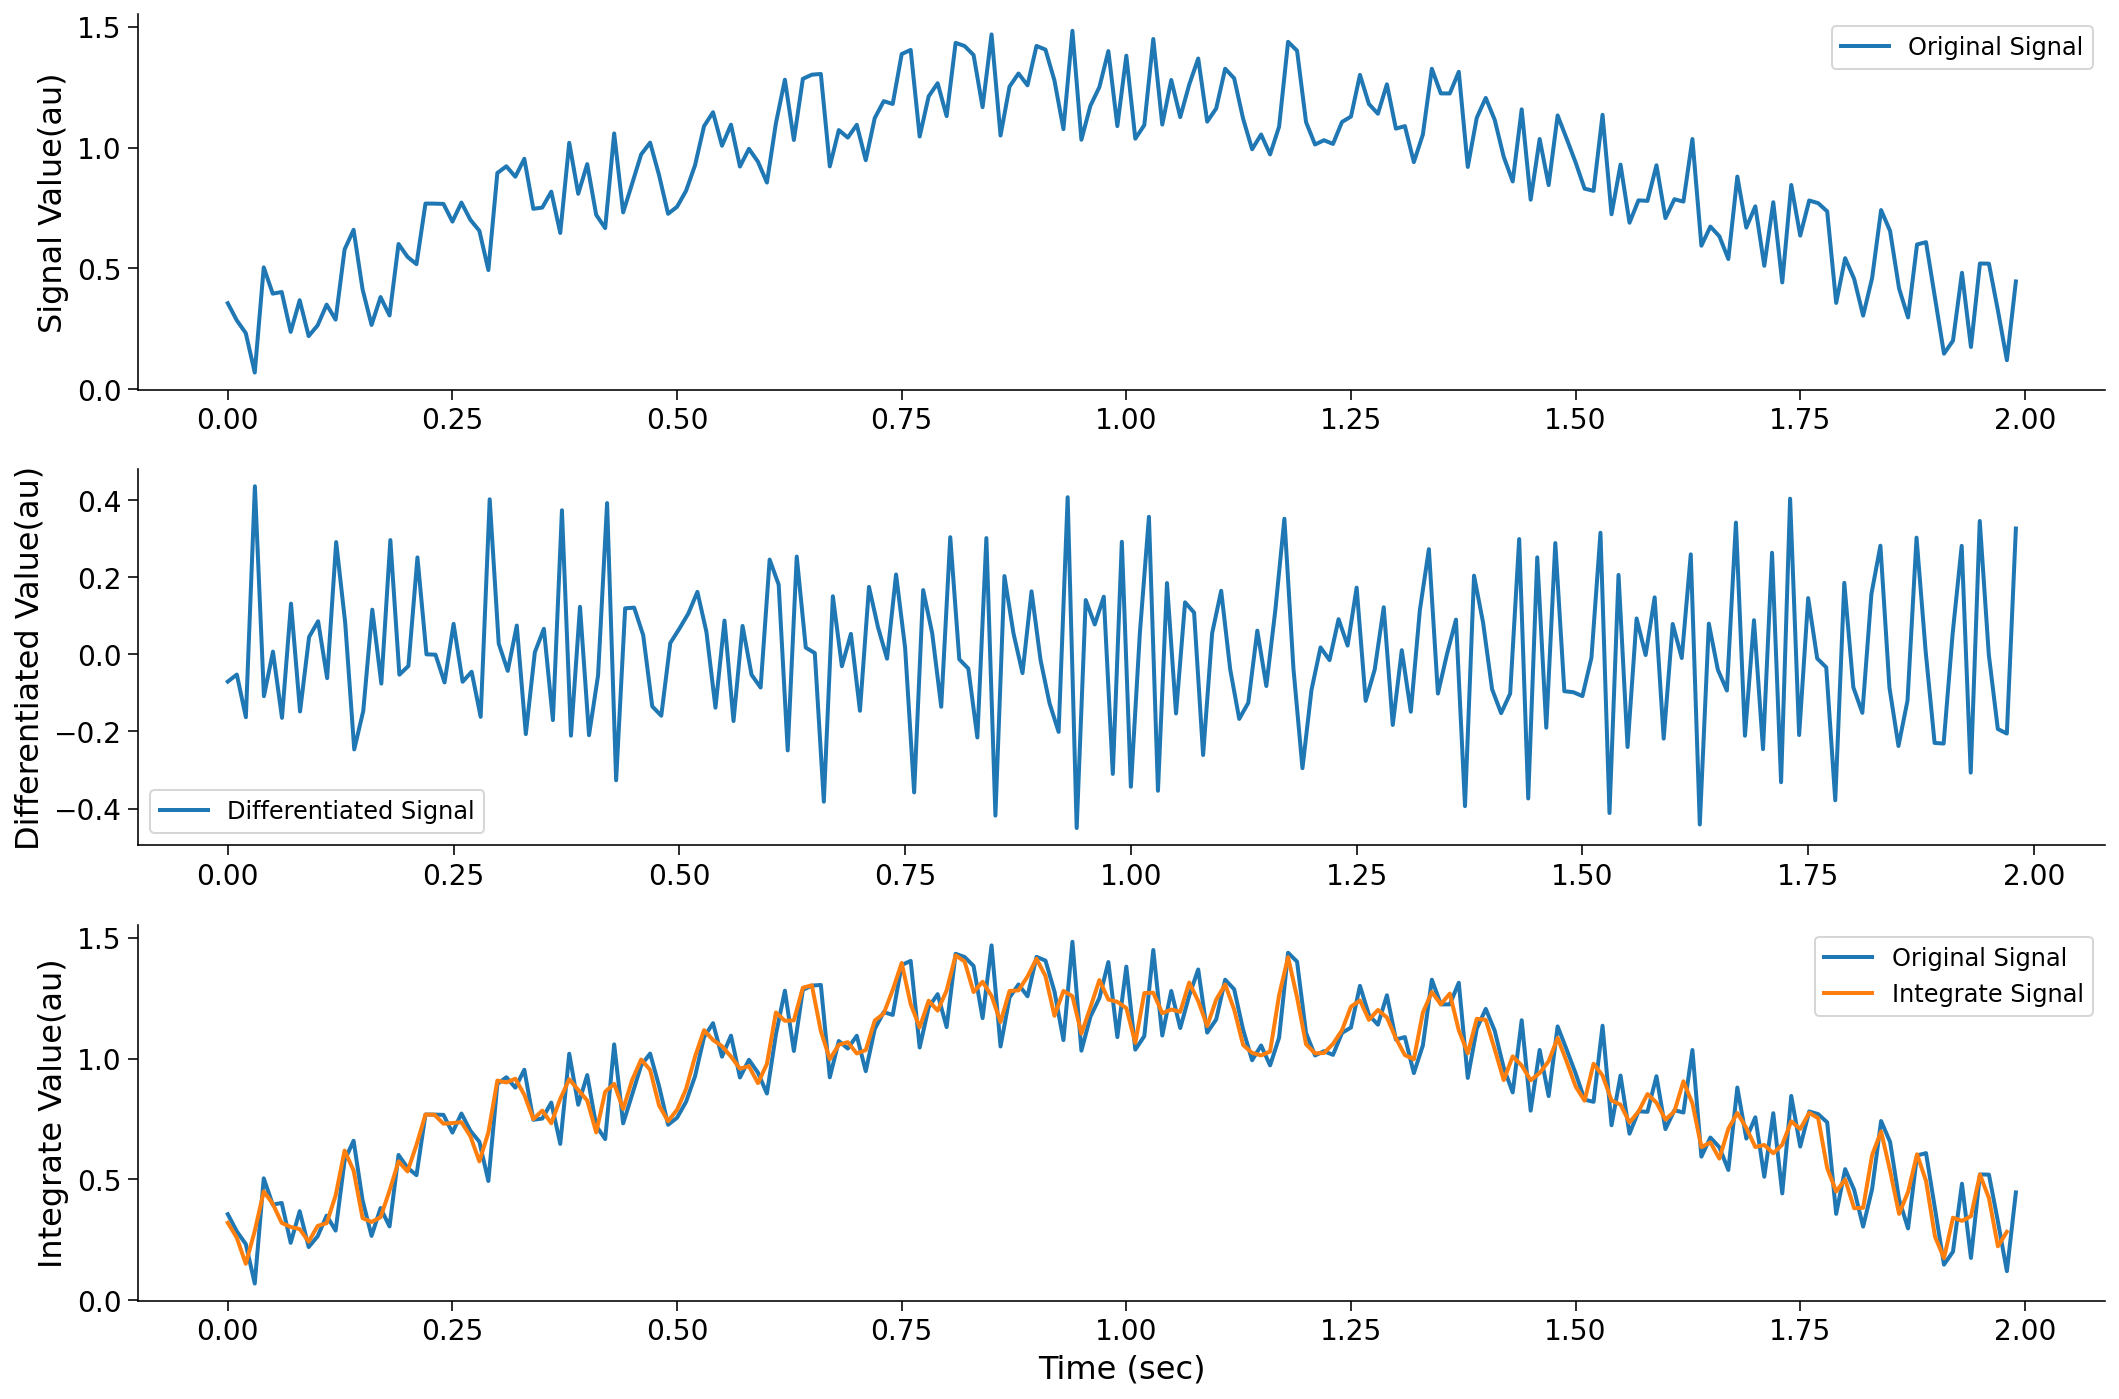 Signal Value(au)
1.5
1.0
0.5
0.0
Original Signal
0.00 0.25 0.50 0.75 1.00 1.25 1.50 1.75 2.00
Differentiated Value(au)
0.4
0.2
0.0
−0.2
−0.4
Differentiated Signal
0.00 0.25 0.50 0.75 1.00 1.25 1.50 1.75 2.00
Integrate Value(au)
1.5
1.0
0.5
0.0
Original Signal
Integrate Signal
0.00 0.25 0.50 0.75 1.00 1.25 1.50 1.75 2.00
Time (sec)